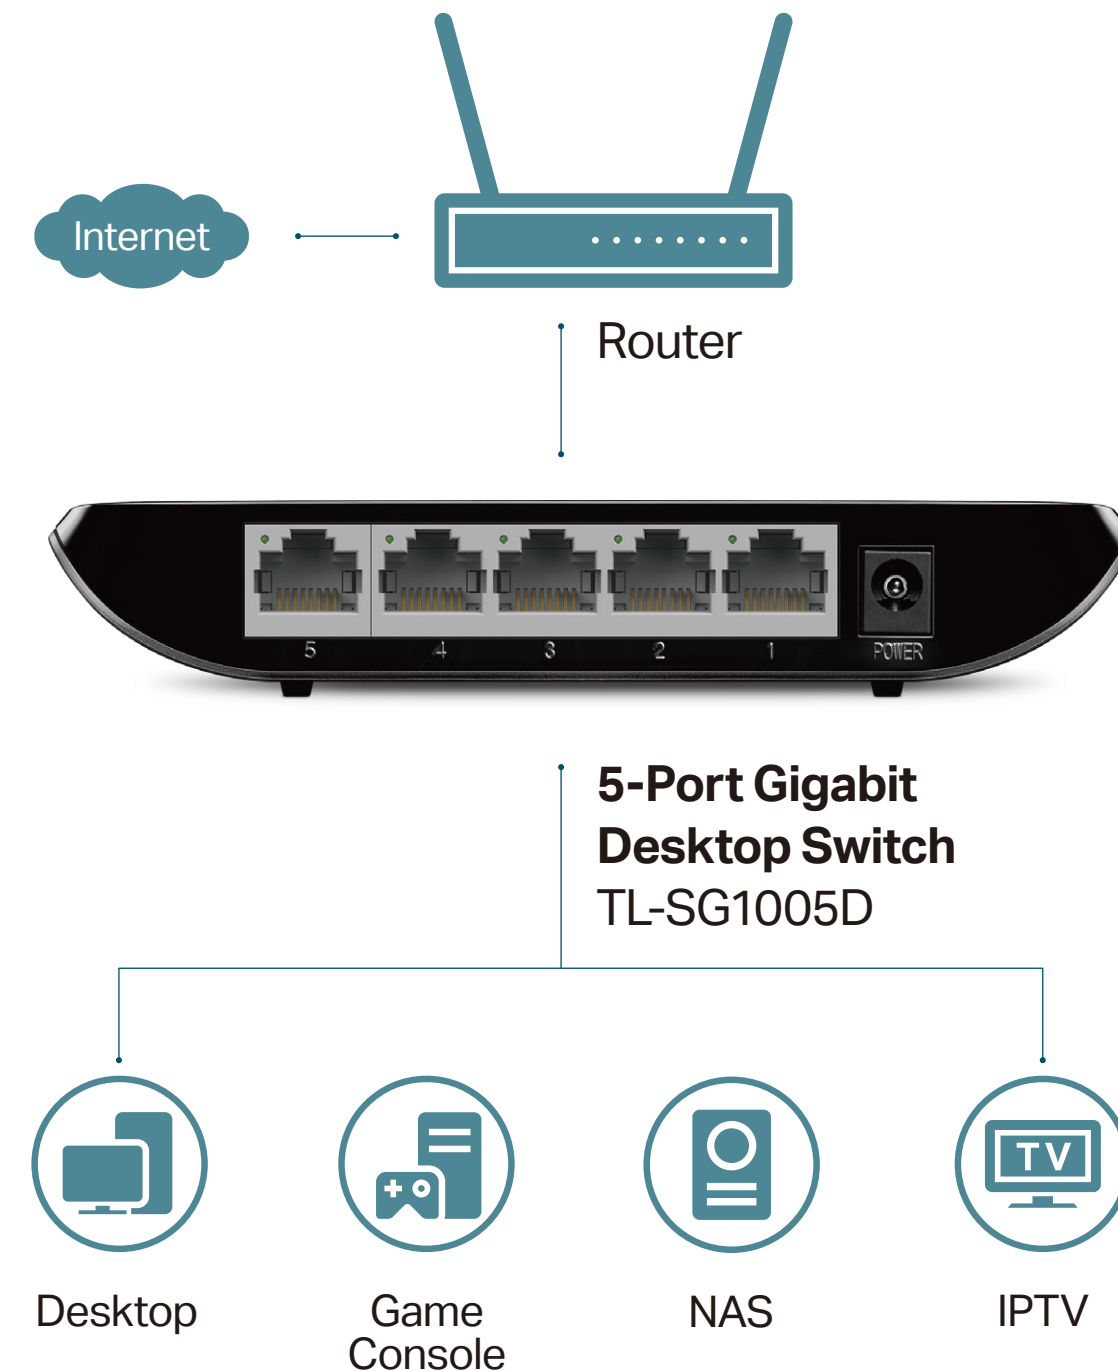 Internet
Router
5 4 3 2 1 POWER
5-Port Gigabit
Desktop Switch
TL-SG1005D
TV
Desktop
Game
Console
NAS
IPTV